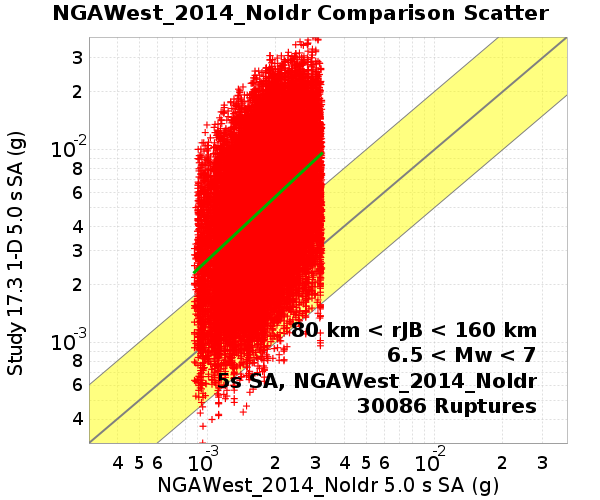 NGAWest_2014_NoIdr Comparison Scatter
Study 17.3 1-D 5.0 s SA (g)
3
2
10-2
8
6
4
3
2
10-3
8
6
4
80 km < rJB < 160 km
6.5 < Mw < 7
5s SA, NGAWest_2014_NoIdr
30086 Ruptures
4 5 6 10-3 2 3 4 5 6 10-2 2 3
NGAWest_2014_NoIdr 5.0 s SA (g)